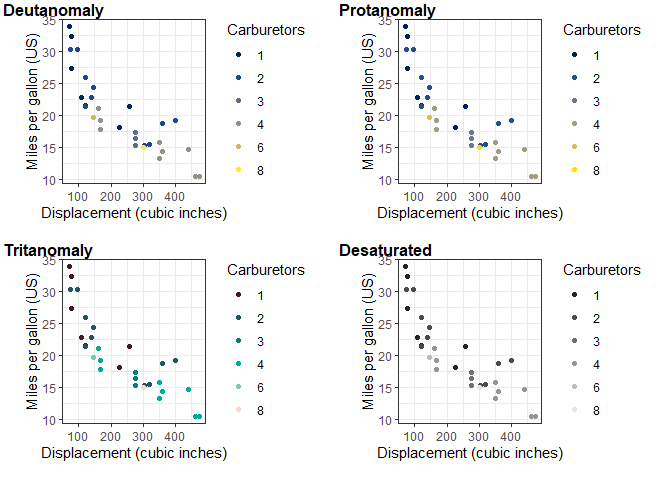 Deutanomaly
Carburetors
1
2
3
4
6
8
Miles per gallon (US)
35
30
25
20
15
10
100 200 300 400
Displacement (cubic inches)
Protanomaly
Carburetors
1
2
3
4
6
8
Miles per gallon (US)
35
30
25
20
15
10
100 200 300 400
Displacement (cubic inches)
Tritanomaly
Carburetors
1
2
3
4
6
8
Miles per gallon (US)
35
30
25
20
15
10
100 200 300 400
Displacement (cubic inches)
Desaturated
Carburetors
1
2
3
4
6
8
Miles per gallon (US)
35
30
25
20
15
10
100 200 300 400
Displacement (cubic inches)